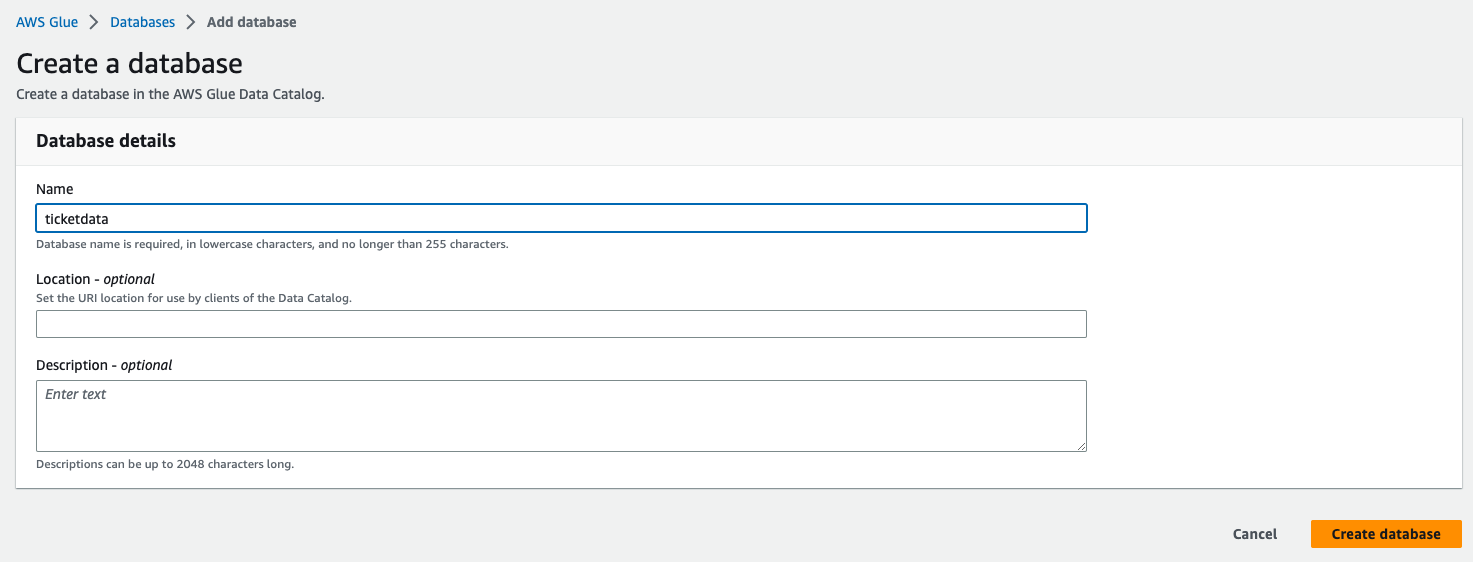 AWS Glue > Databases > Add database
Create a database
Create a database in the AWS Glue Data Catalog.
Database details
Name
ticketdata
Database name is required, in lowercase characters, and no longer than 255 characters.
Location - optional
Set the URI location for use by clients of the Data Catalog.
Description - optional
Enter text
Descriptions can be up to 2048 characters long.
Cancel Create database